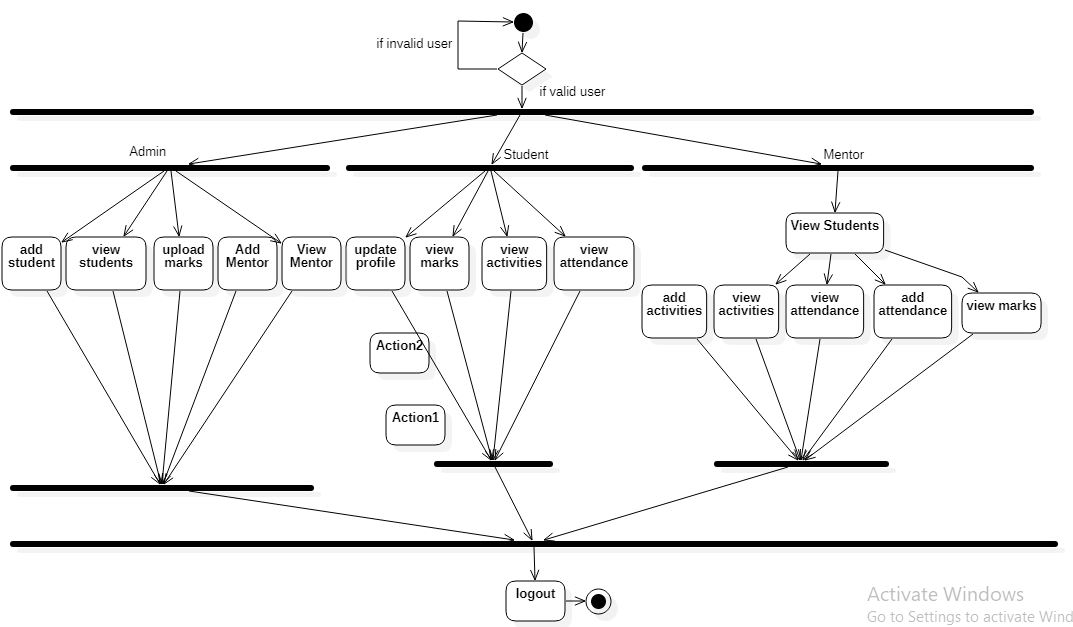 if invalid user
if valid user
Admin
Student
Mentor
add
student
view
students
upload
marks
Add
Mentor
View
Mentor
update
profile
view
marks
view
activities
view
attendance
View Students
add
activities
view
activities
view
attendance
add
attendance
view marks
Action2
Action1
logout
Activate Windows
Go to Settings to activate Wind